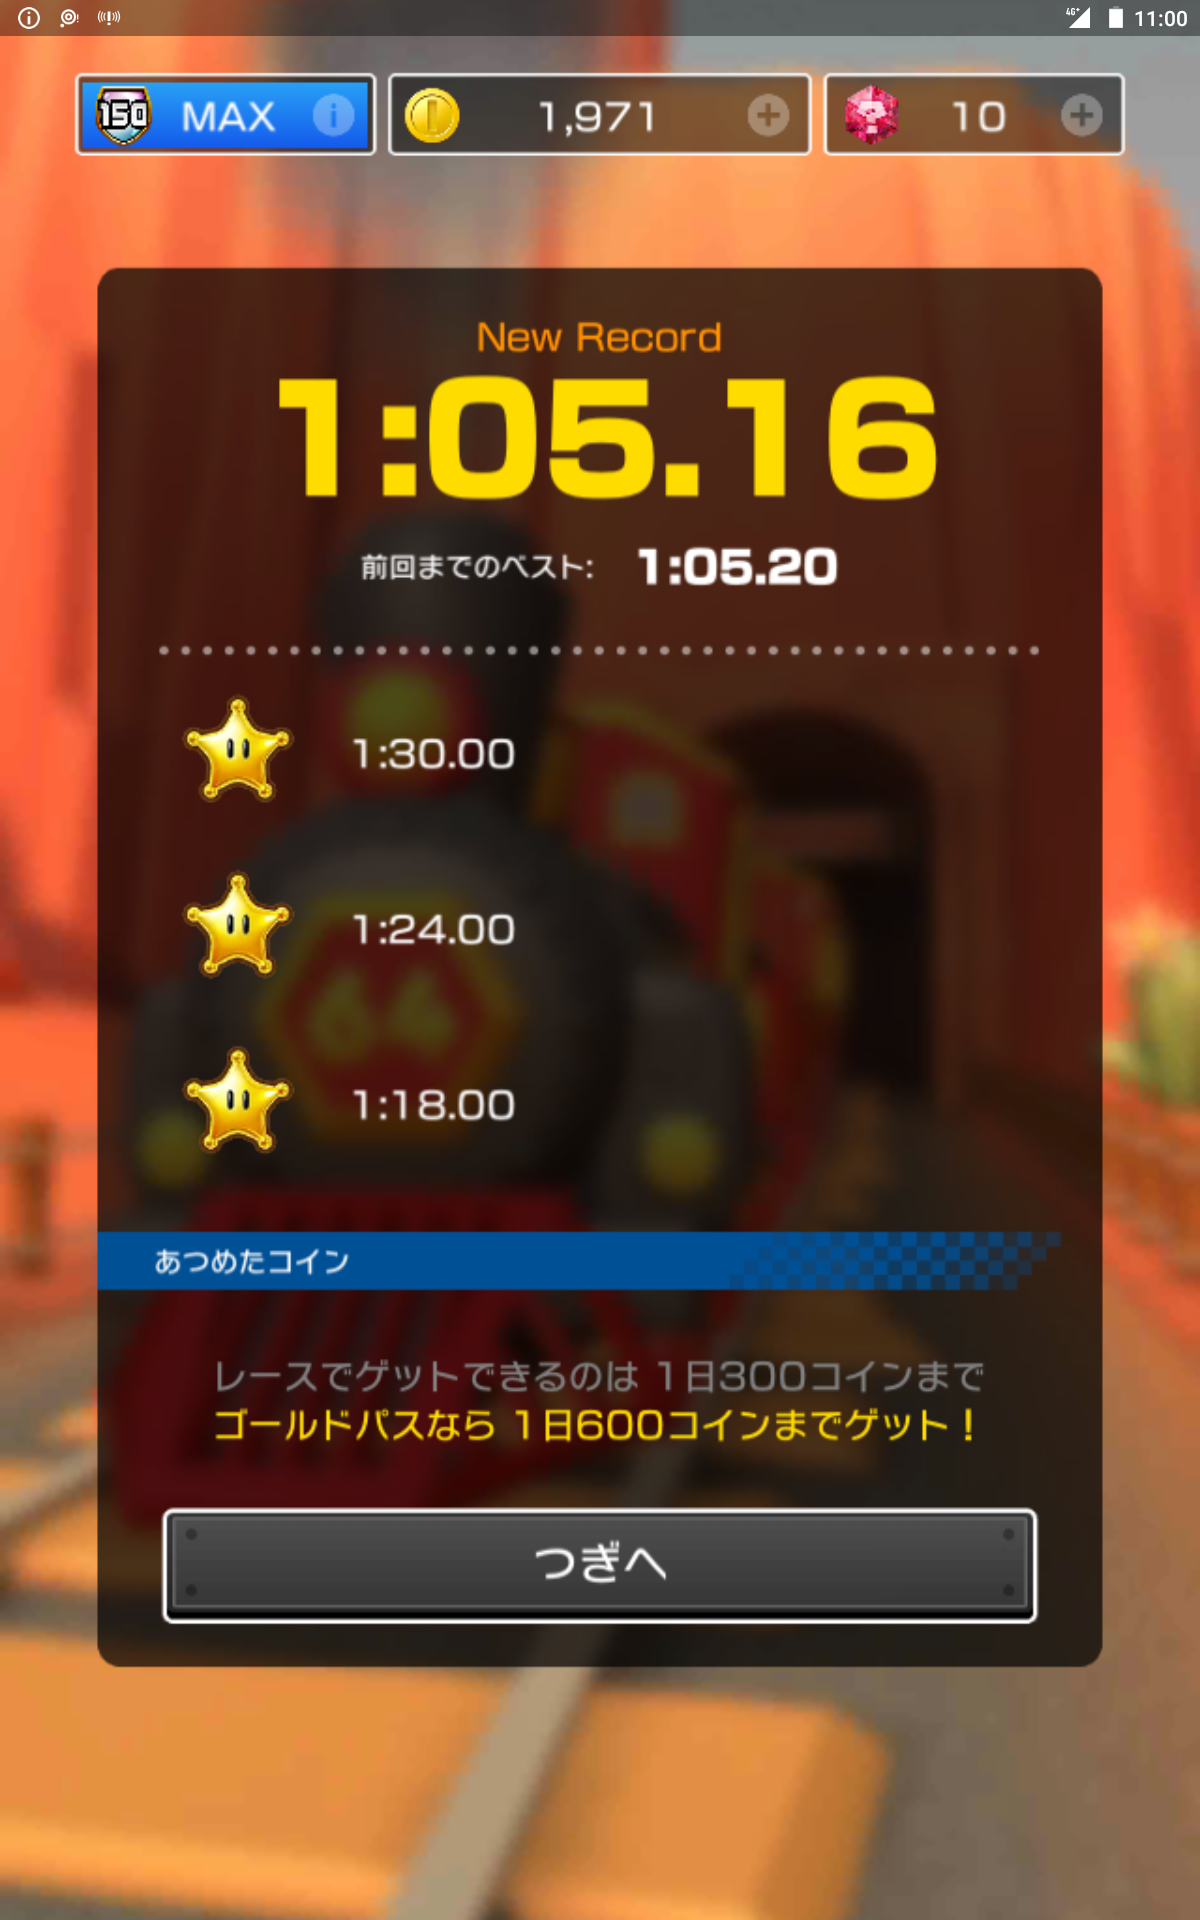 4G+ 11:00
150 MAX i 1,971 10
New Record
1:05.16
前回までのベスト: 1:05.20
1:30.00
1:24.00
64
1:18.00
あつめたコイン
レースでゲットできるのは 1日300コインまで
ゴールドパスなら 1日600コインまでゲット！
つぎへ